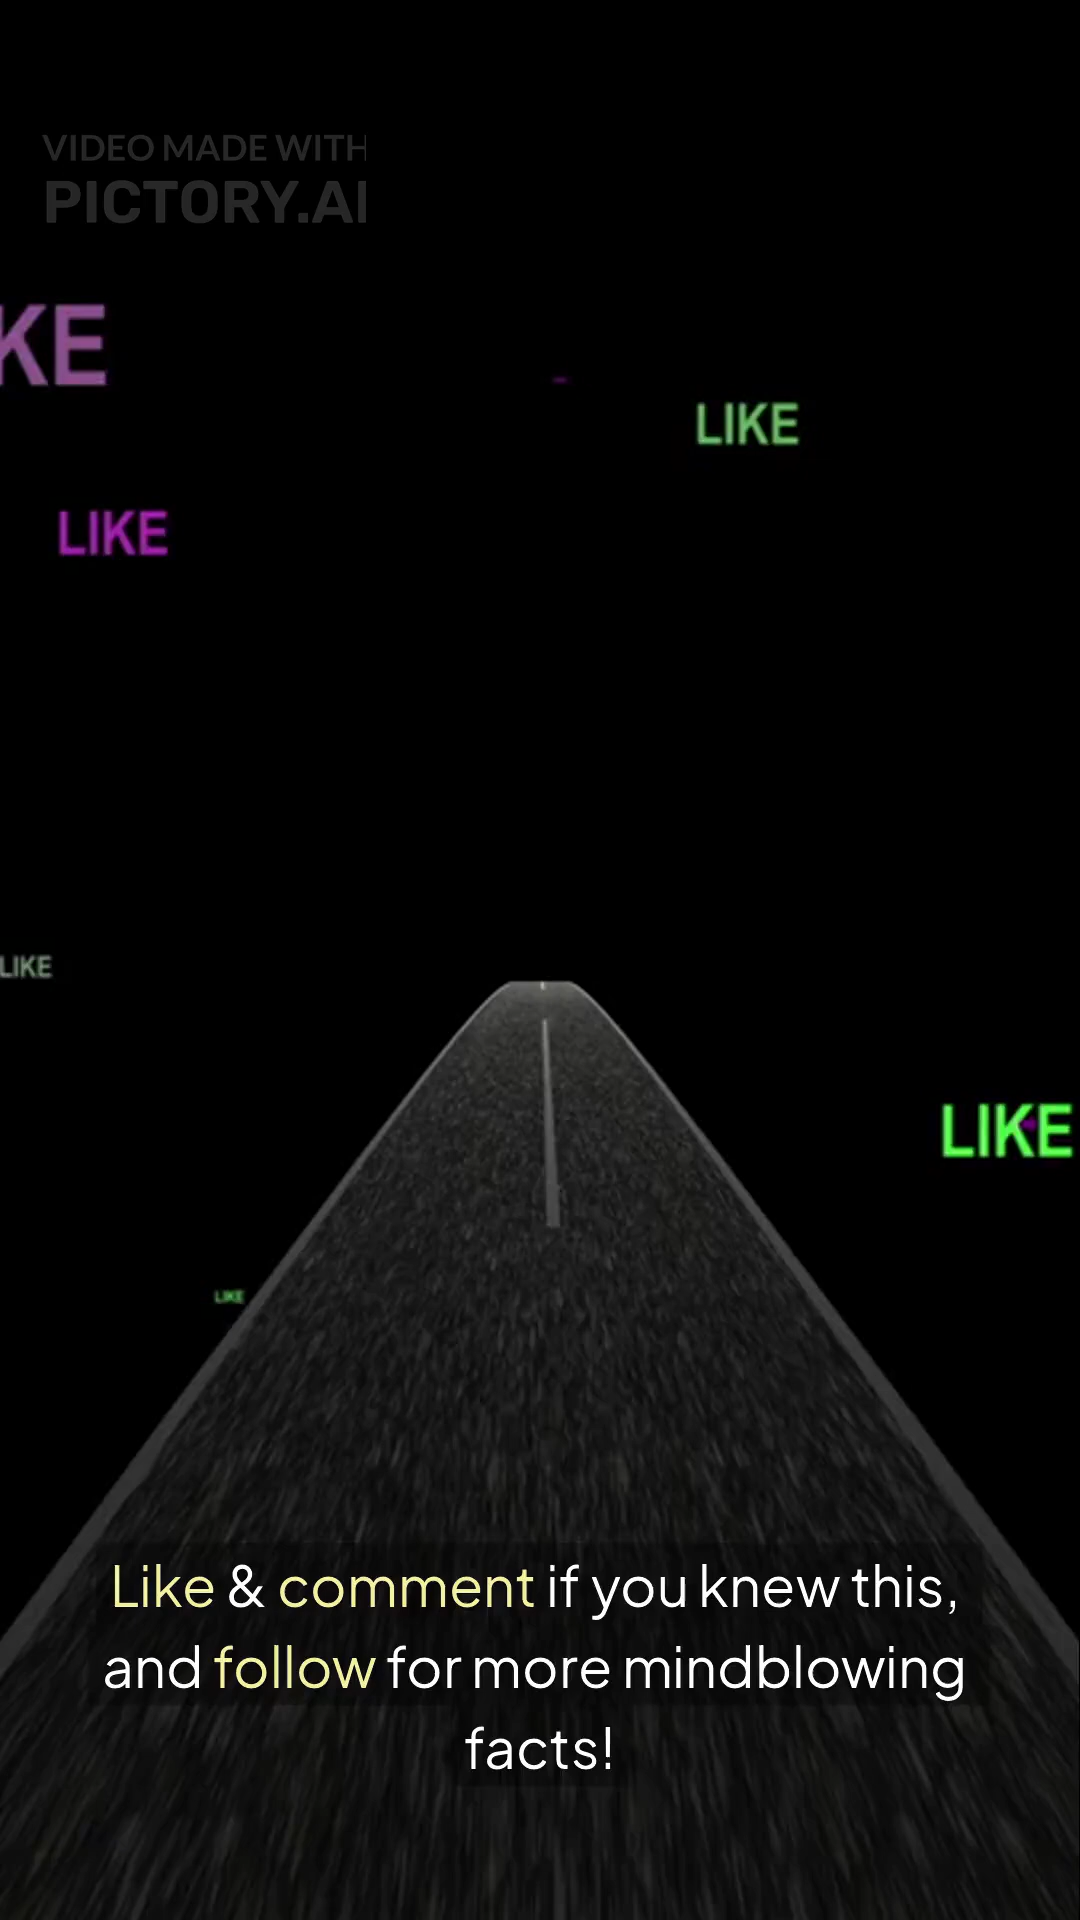 VIDEO MADE WITH
PICTORY.AI
KE
LIKE
LIKE
LIKE
LIKE
LIKE
Like & comment if you knew this,
and follow for more mindblowing
facts!